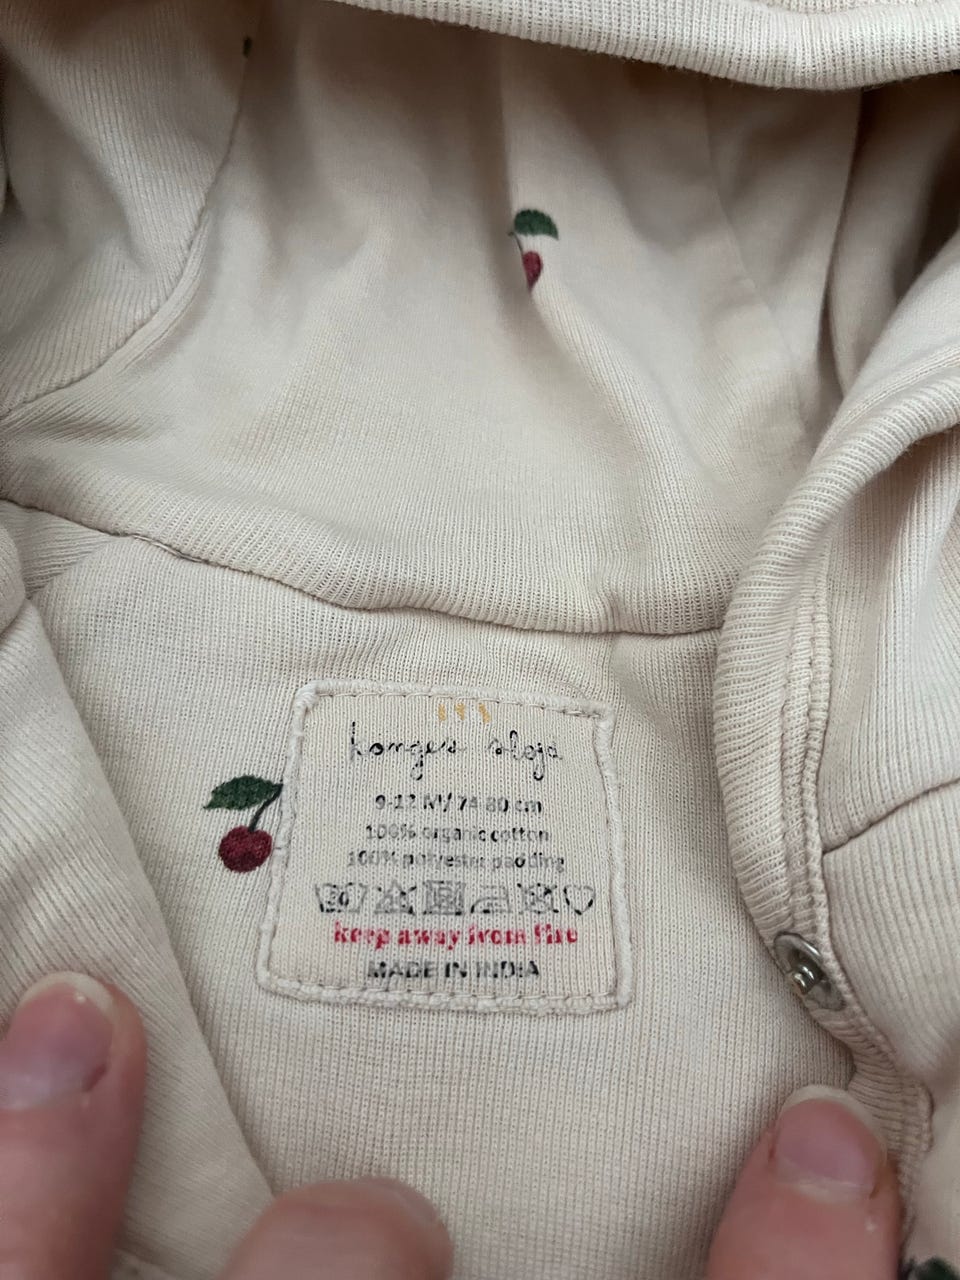 konges sløjd
9-12 M/ 74-80 cm
100% organic cotton
100% polyester padding
keep away from fire
MADE IN INDIA